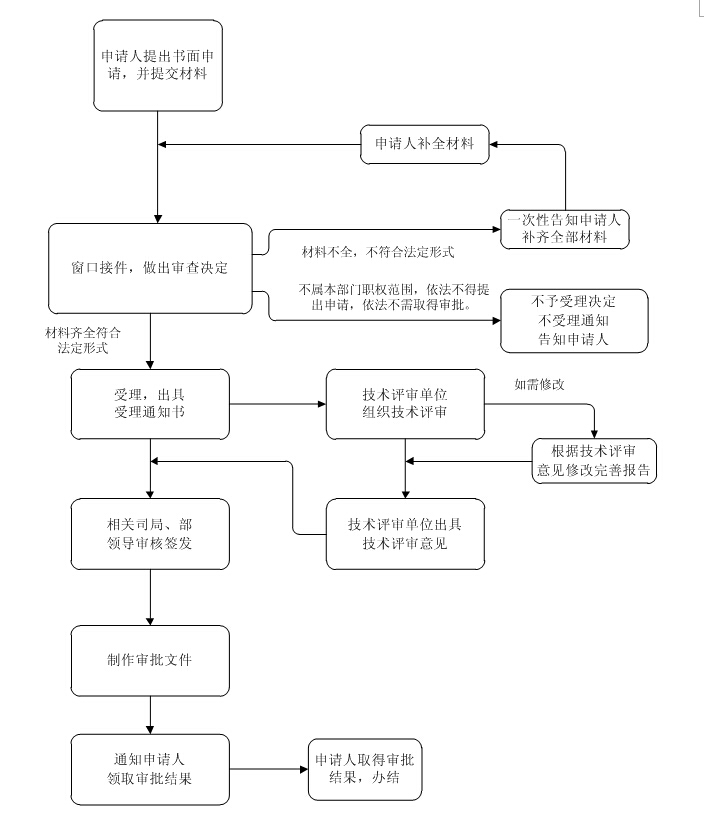 申请人提出书面申
请，并提交材料
申请人补全材料
一次性告知申请人
补齐全部材料
窗口接件，做出审查决定
材料不全，不符合法定形式
不属本部门职权范围，依法不得提
出申请，依法不需取得审批。
不予受理决定
不受理通知
告知申请人
材料齐全符合
法定形式
受理，出具
受理通知书
技术评审单位
组织技术评审
如需修改
根据技术评审
意见修改完善报告
相关司局、部
领导审核签发
技术评审单位出具
技术评审意见
制作审批文件
通知申请人
领取审批结果
申请人取得审批
结果，办结